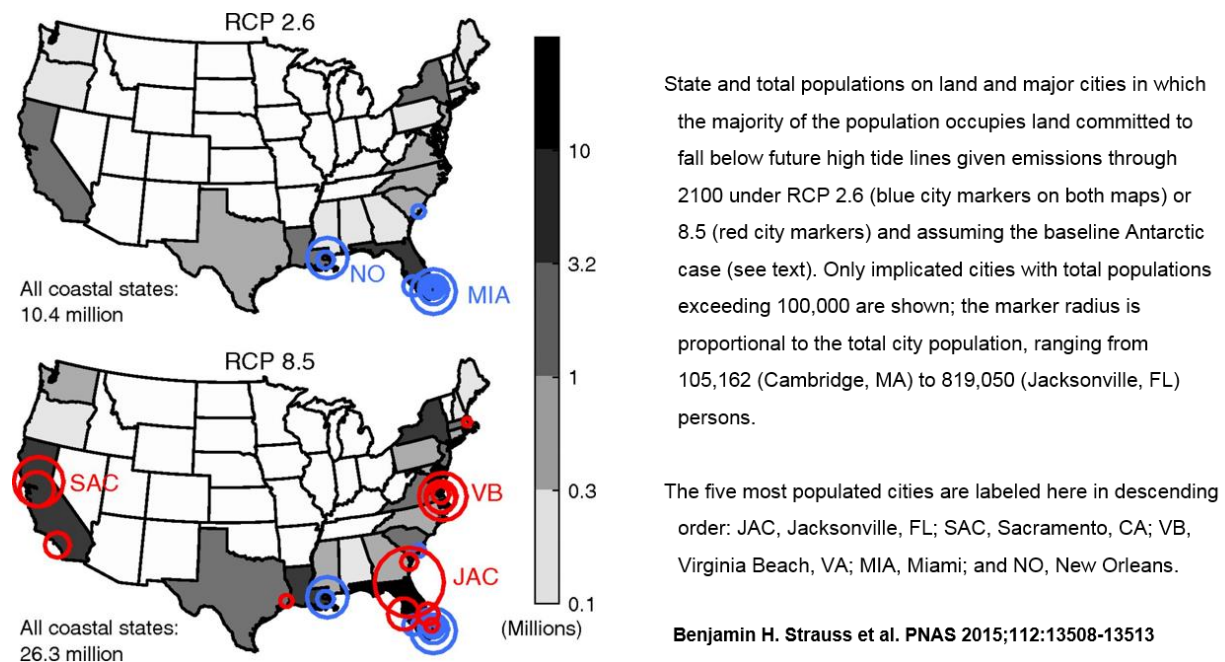 RCP 2.6
NO
MIA
All coastal states:
10.4 million
RCP 8.5
SAC
VB
JAC
All coastal states:
26.3 million
10
3.2
1
0.3
0.1
(Millions)
State and total populations on land and major cities in which
the majority of the population occupies land committed to
fall below future high tide lines given emissions through
2100 under RCP 2.6 (blue city markers on both maps) or
8.5 (red city markers) and assuming the baseline Antarctic
case (see text). Only implicated cities with total populations
exceeding 100,000 are shown; the marker radius is
proportional to the total city population, ranging from
105,162 (Cambridge, MA) to 819,050 (Jacksonville, FL)
persons.
The five most populated cities are labeled here in descending
order: JAC, Jacksonville, FL; SAC, Sacramento, CA; VB,
Virginia Beach, VA; MIA, Miami; and NO, New Orleans.
Benjamin H. Strauss et al. PNAS 2015;112:13508-13513